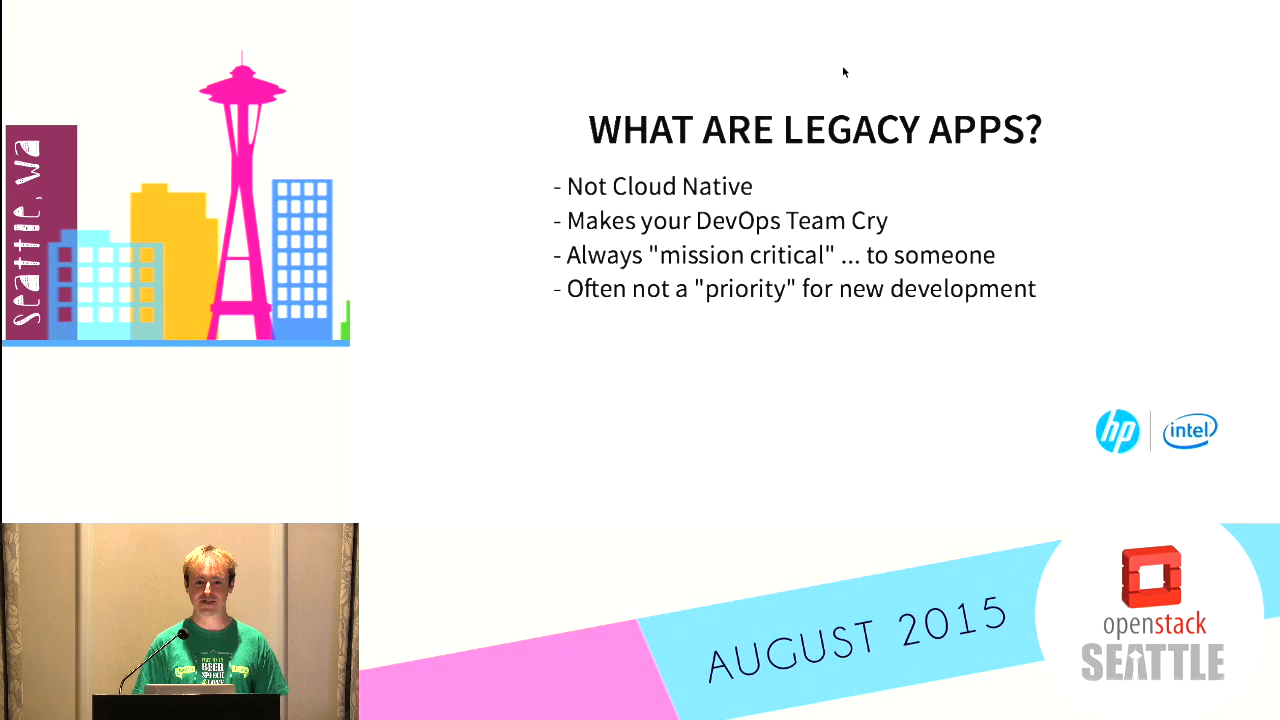 Seattle, WA
WHAT ARE LEGACY APPS?
- Not Cloud Native
- Makes your DevOps Team Cry
- Always "mission critical" ... to someone
- Often not a "priority" for new development
hp
intel
BEER
AUGUST 2015
openstack
SEATTLE